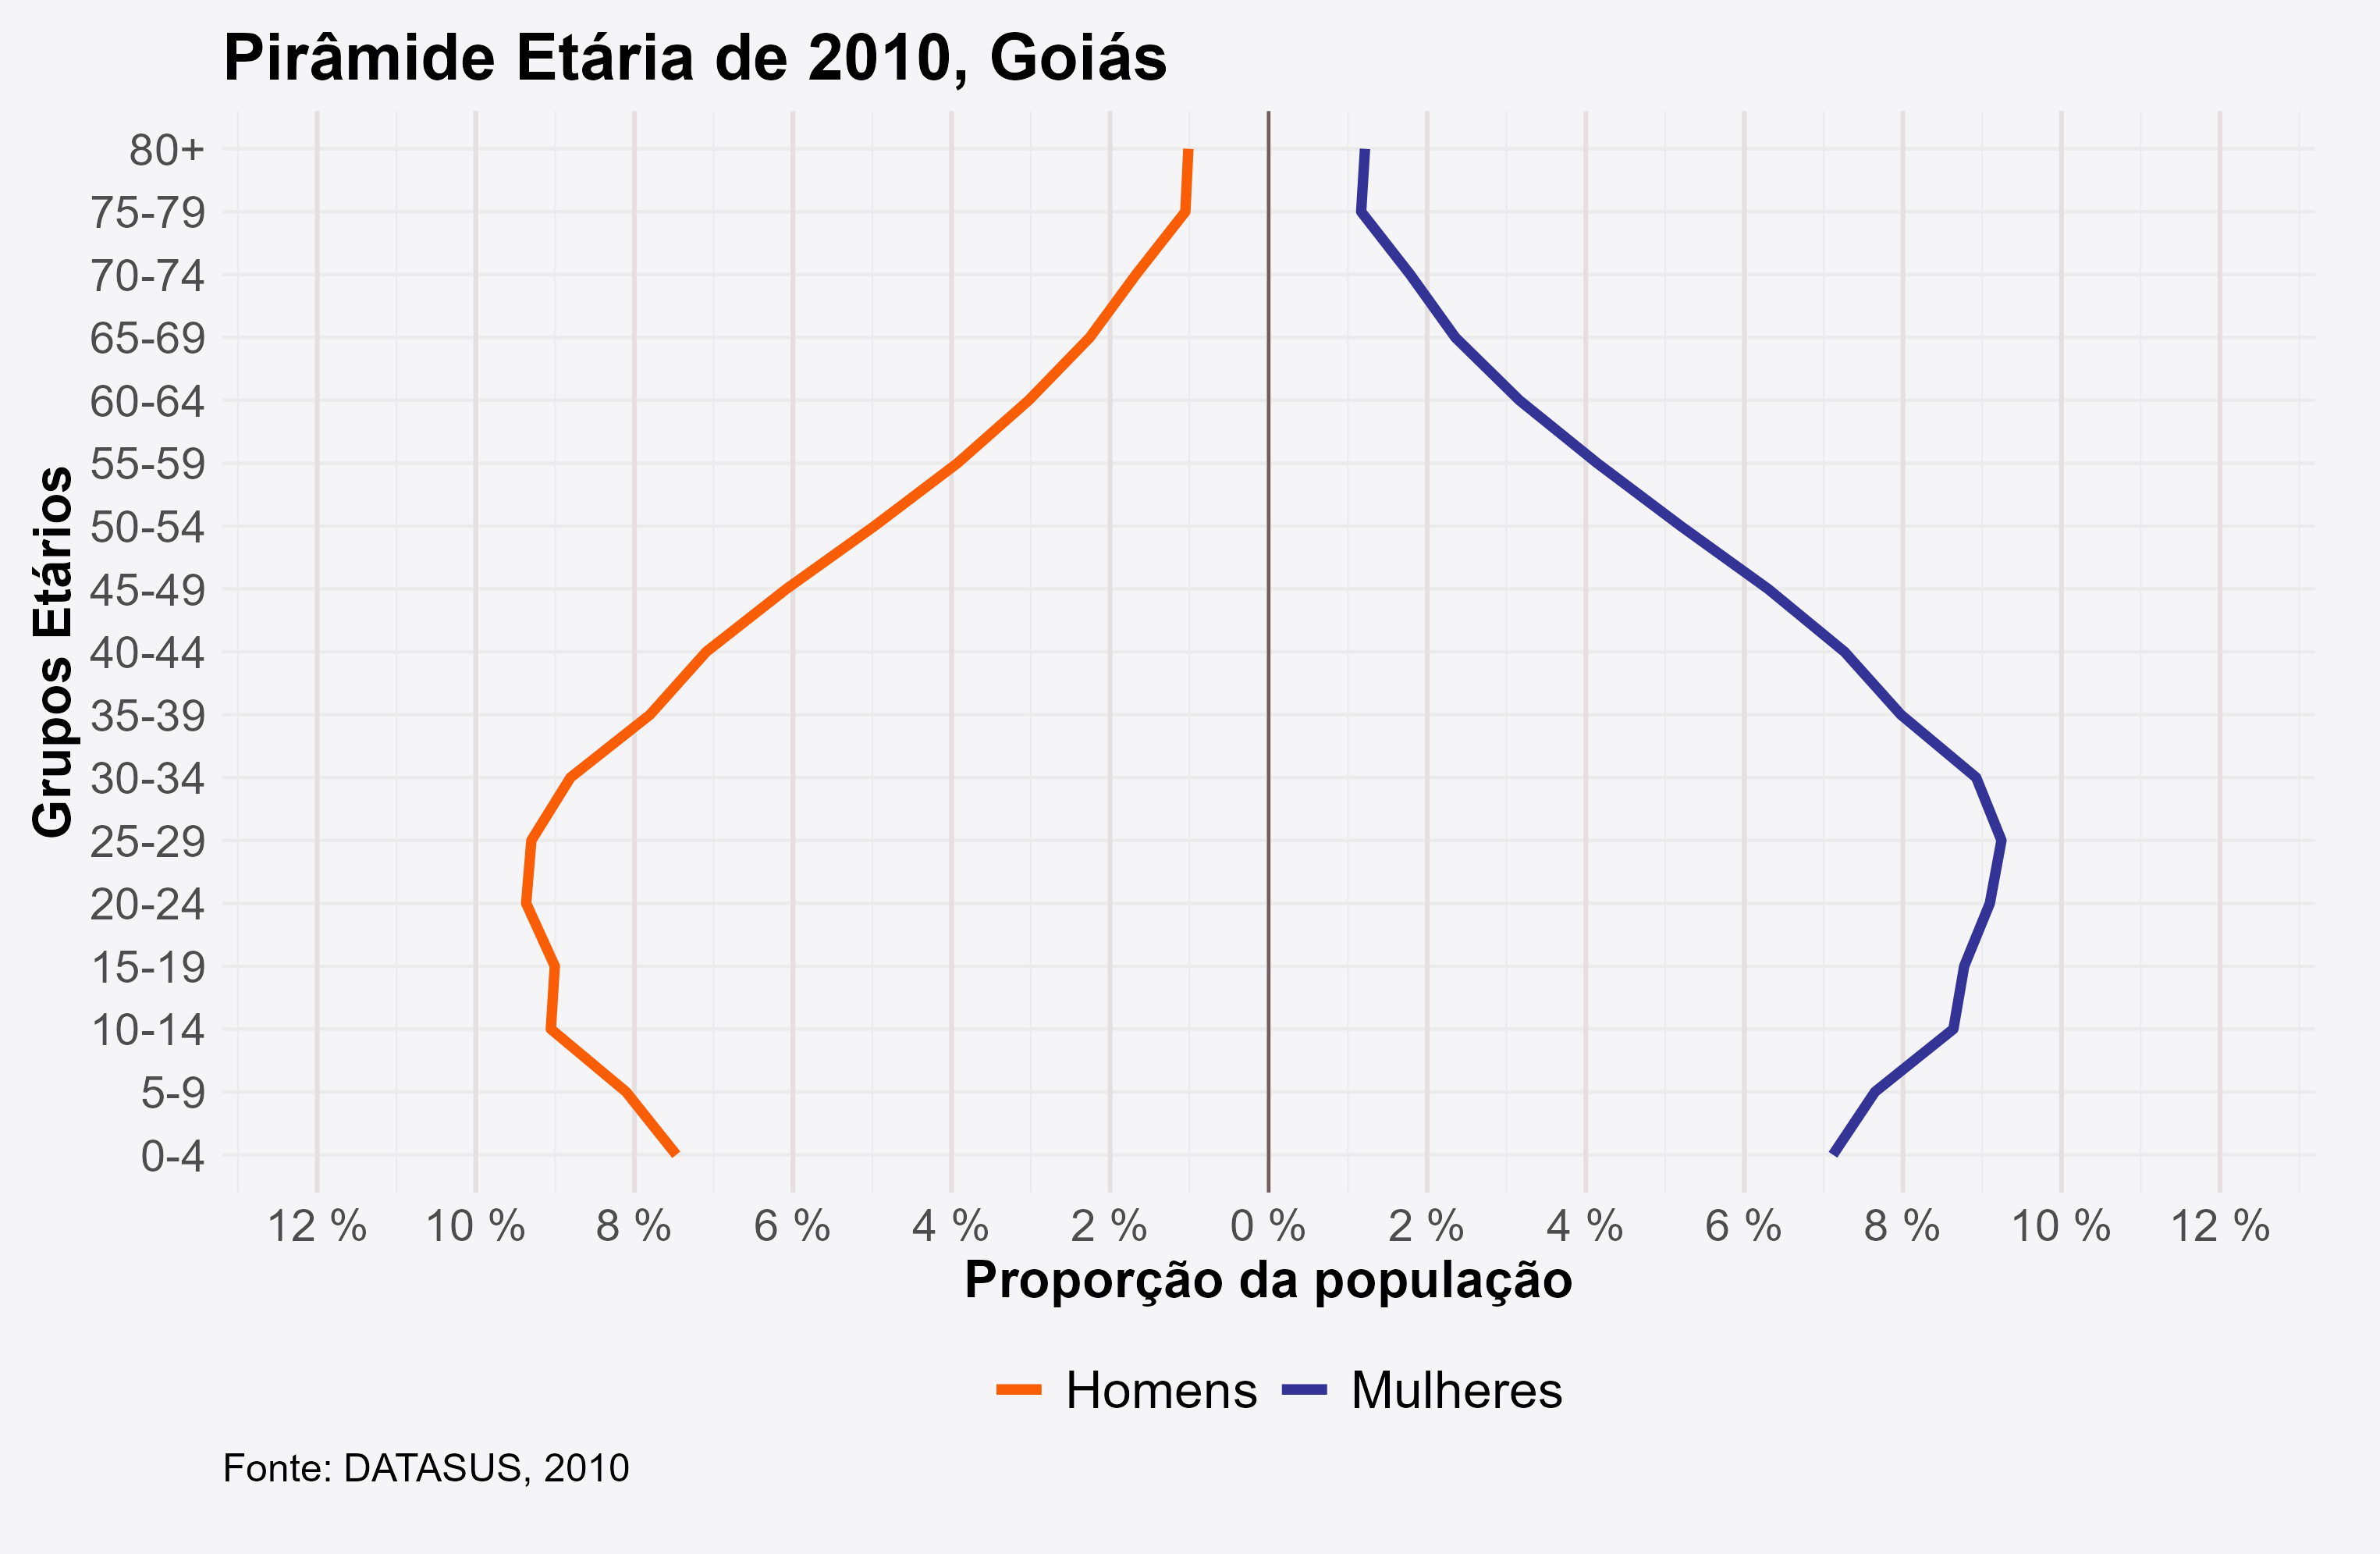 Pirâmide Etária de 2010, Goiás
Grupos Etários
80+
75-79
70-74
65-69
60-64
55-59
50-54
45-49
40-44
35-39
30-34
25-29
20-24
15-19
10-14
5-9
0-4
12 % 10 % 8 % 6 % 4 % 2 % 0 % 2 % 4 % 6 % 8 % 10 % 12 %
Proporção da população
Homens Mulheres
Fonte: DATASUS, 2010